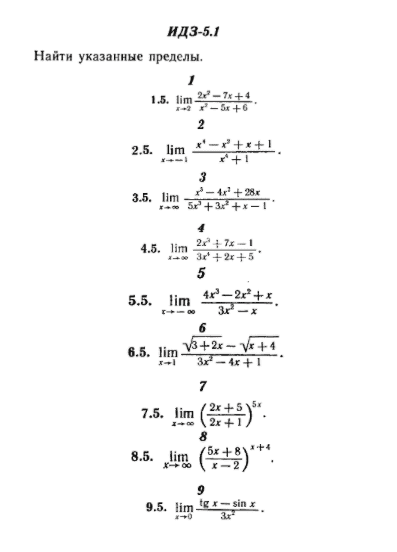 ИДЗ-5.1
Найти указанные пределы.
1
1.5. lim_{x→2} (2x² − 7x + 4)/(x² − 5x + 6).
2
2.5. lim_{x→−1} (x⁴ − x² + x + 1)/(x⁴ + 1).
3
3.5. lim_{x→∞} (x³ − 4x² + 28x)/(5x³ + 3x² + x − 1).
4
4.5. lim_{x→∞} (2x³ + 7x − 1)/(3x⁴ + 2x + 5).
5
5.5. lim_{x→−∞} (4x³ − 2x² + x)/(3x² − x).
6
6.5. lim_{x→1} (√(3 + 2x) − √(x + 4))/(3x² − 4x + 1).
7
7.5. lim_{x→∞} ((2x + 5)/(2x + 1))^{5x}.
8
8.5. lim_{x→∞} ((5x + 8)/(x − 2))^{x+4}.
9
9.5. lim_{x→0} (tg x − sin x)/(3x²).